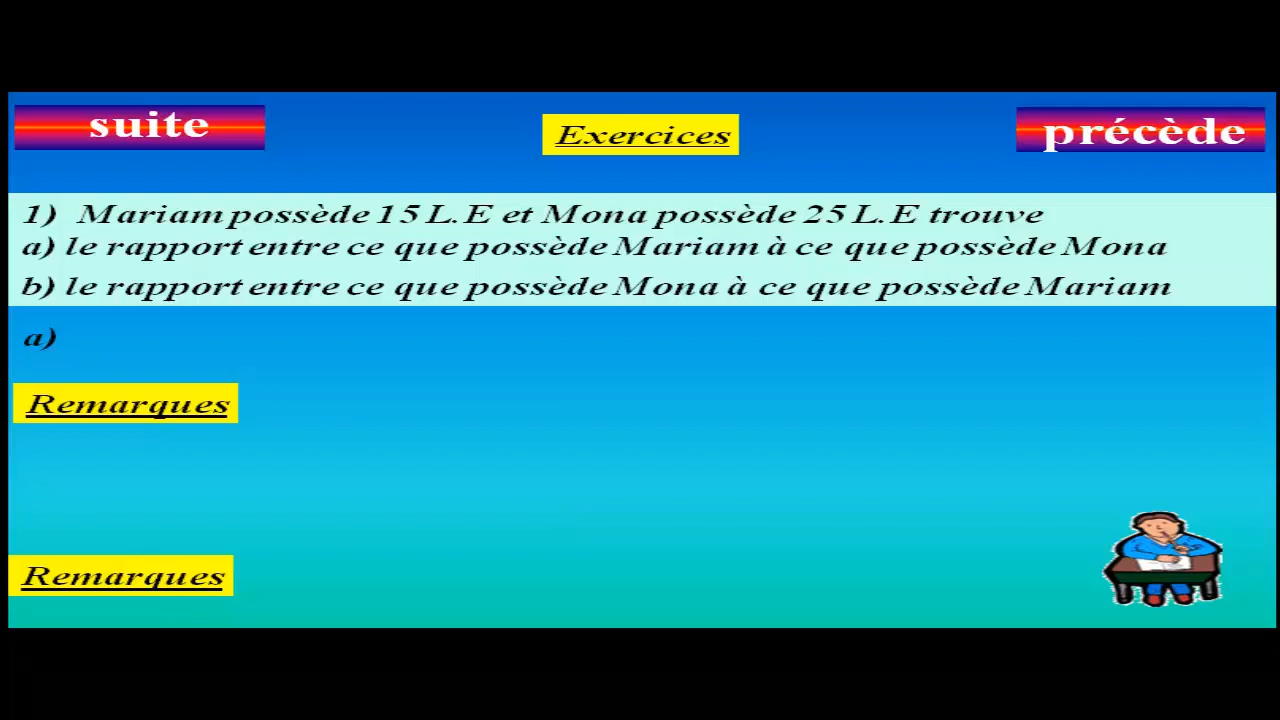 suite
Exercices
précède
1) Mariam possède 15 L.E et Mona possède 25 L.E trouve
a) le rapport entre ce que possède Mariam à ce que possède Mona
b) le rapport entre ce que possède Mona à ce que possède Mariam
a)
Remarques
Remarques